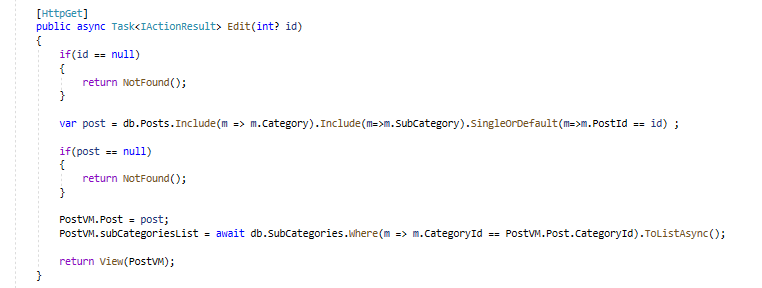 [HttpGet]
public async Task<IActionResult> Edit(int? id)
{
if(id == null)
{
return NotFound();
}
var post = db.Posts.Include(m => m.Category).Include(m=>m.SubCategory).SingleOrDefault(m=>m.PostId == id) ;
if(post == null)
{
return NotFound();
}
PostVM.Post = post;
PostVM.subCategoriesList = await db.SubCategories.Where(m => m.CategoryId == PostVM.Post.CategoryId).ToListAsync();
return View(PostVM);
}